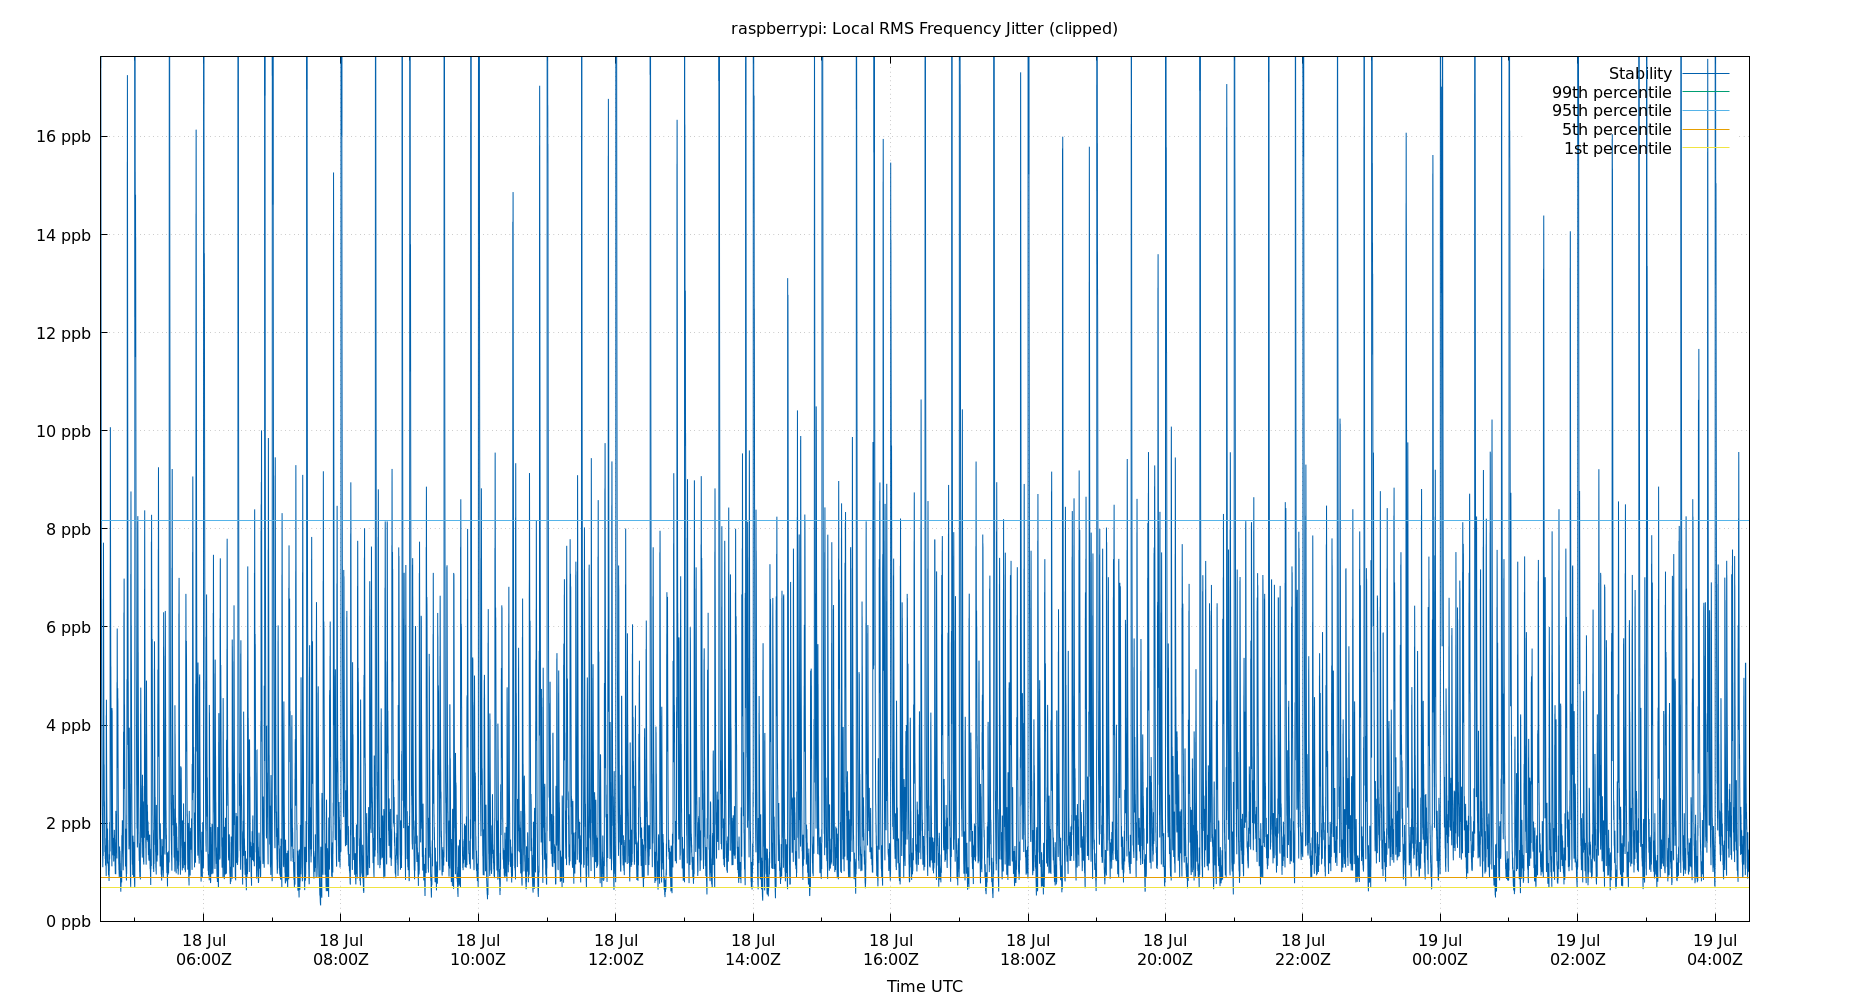 raspberrypi: Local RMS Frequency Jitter (clipped)
Stability
99th percentile
95th percentile
5th percentile
1st percentile
16 ppb
14 ppb
12 ppb
10 ppb
8 ppb
6 ppb
4 ppb
2 ppb
0 ppb
18 Jul 18 Jul 18 Jul 18 Jul 18 Jul 18 Jul 18 Jul 18 Jul 18 Jul 19 Jul 19 Jul 19 Jul
06:00Z 08:00Z 10:00Z 12:00Z 14:00Z 16:00Z 18:00Z 20:00Z 22:00Z 00:00Z 02:00Z 04:00Z
Time UTC